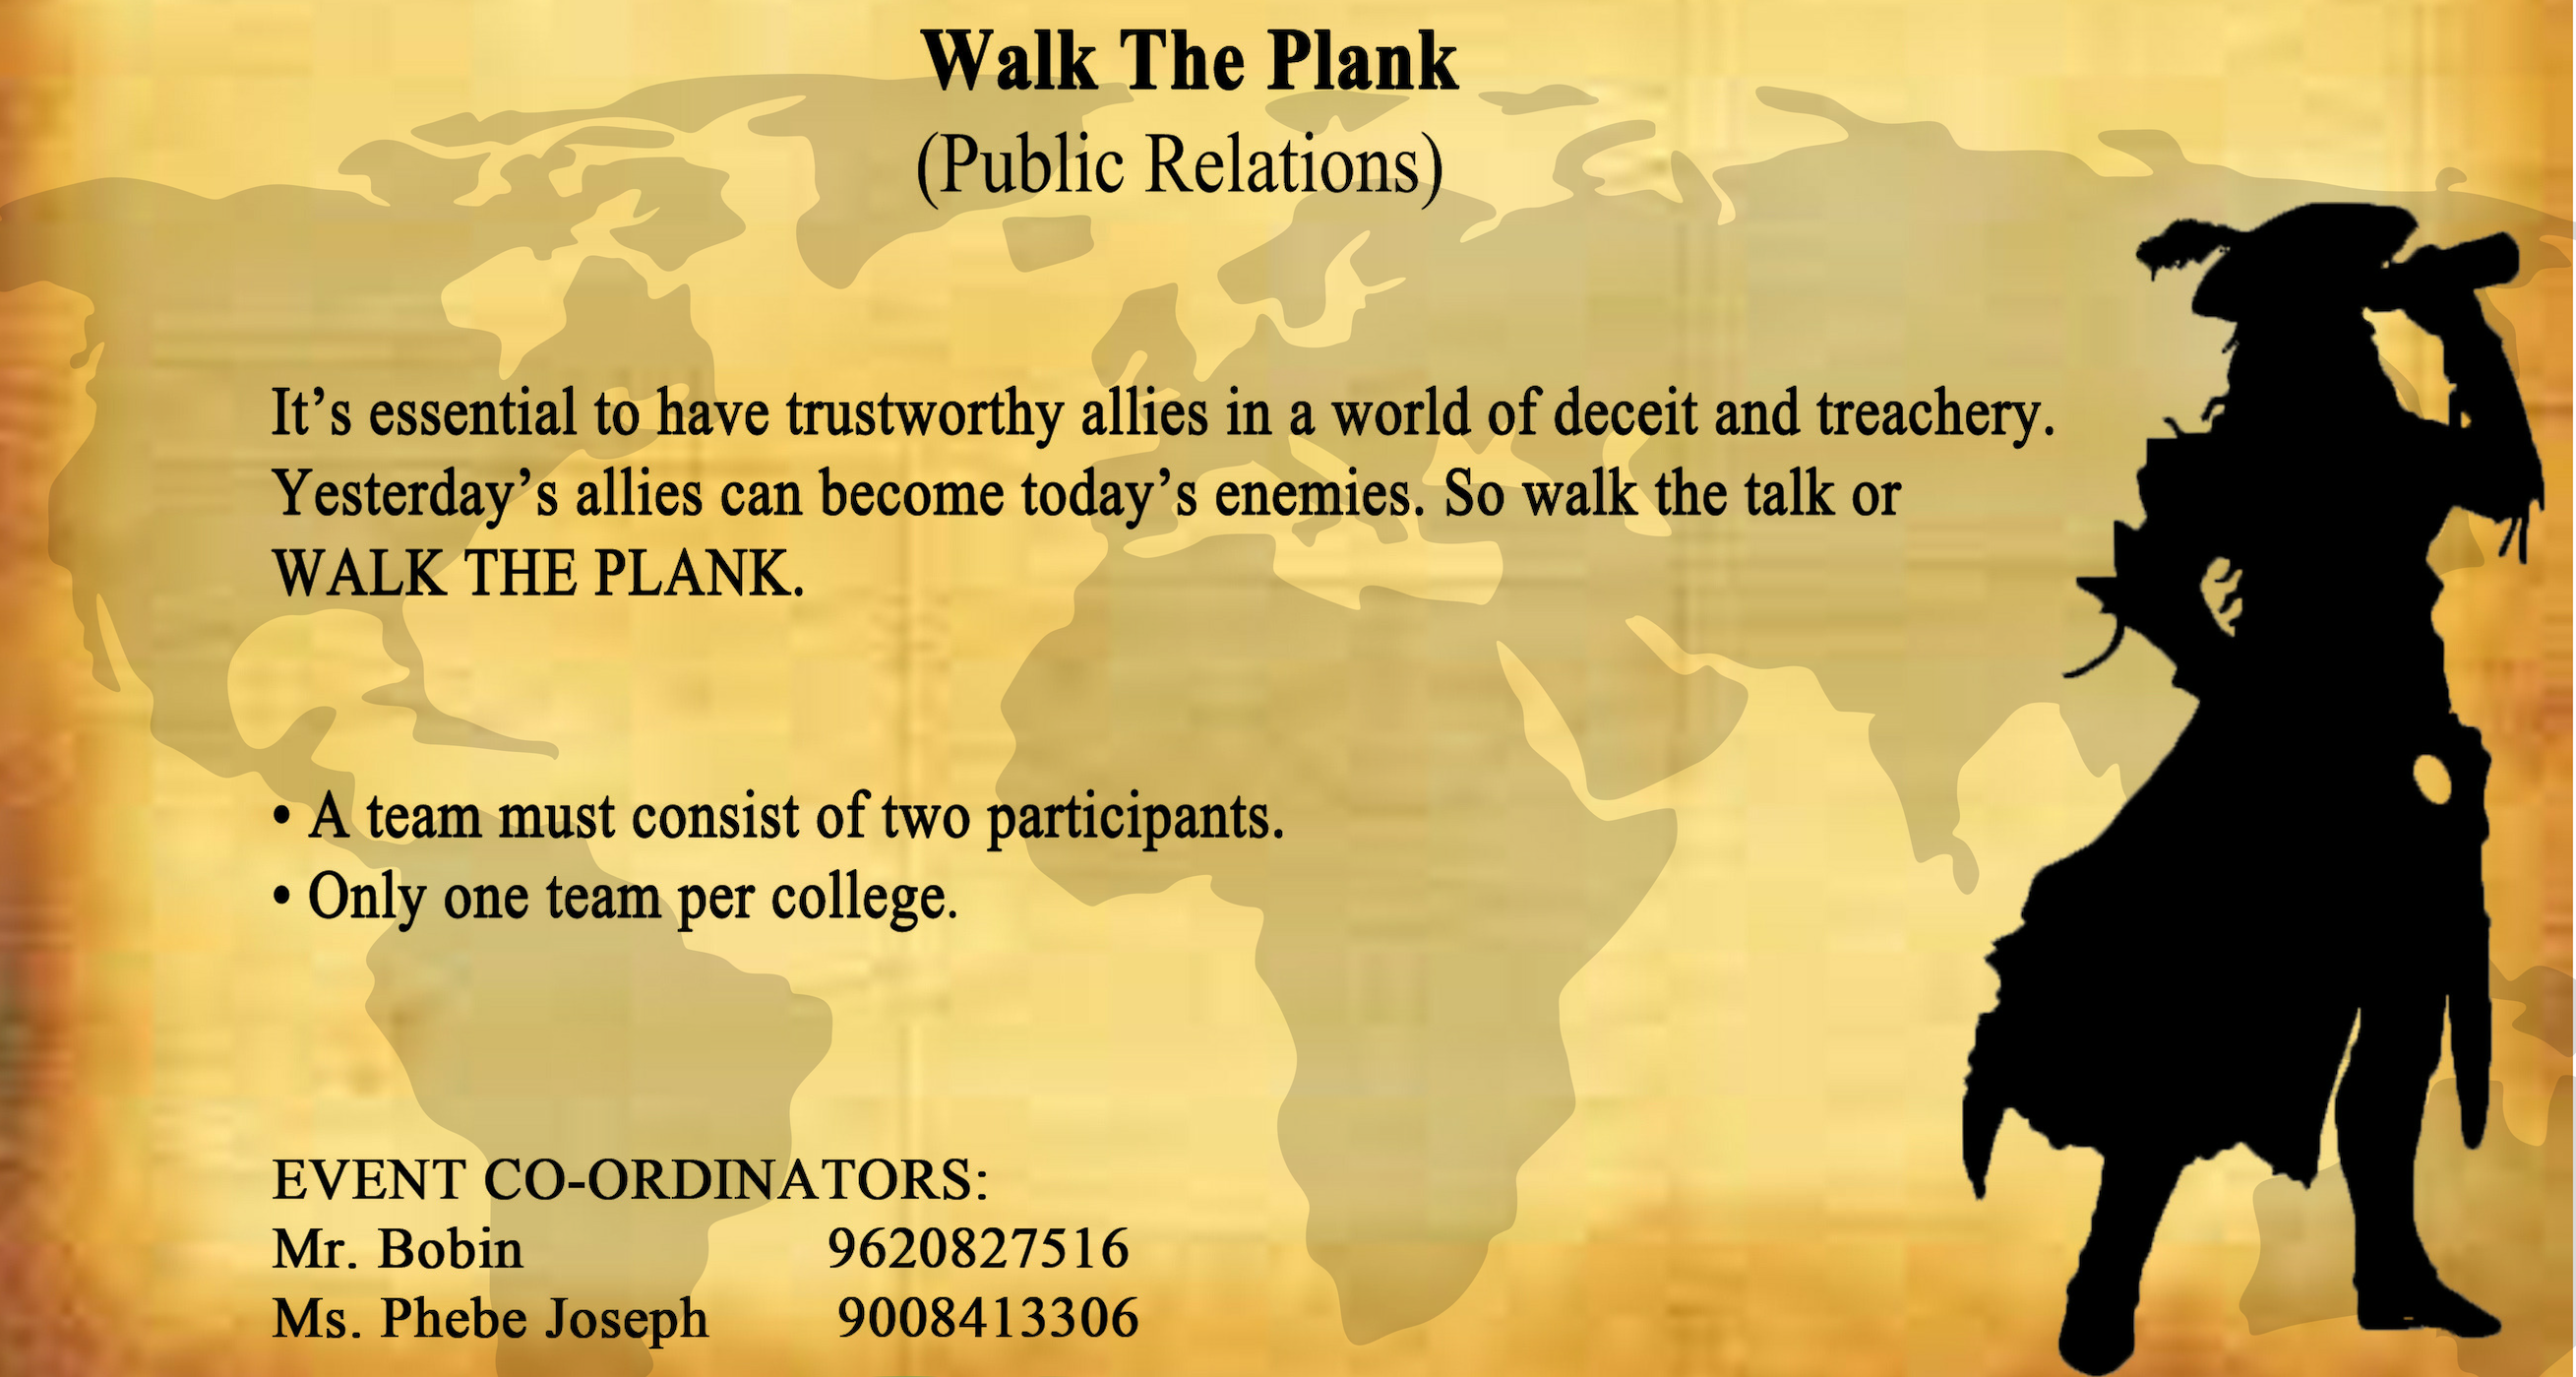 Walk The Plank
(Public Relations)
It’s essential to have trustworthy allies in a world of deceit and treachery.
Yesterday’s allies can become today’s enemies. So walk the talk or
WALK THE PLANK.
• A team must consist of two participants.
• Only one team per college.
EVENT CO-ORDINATORS:
Mr. Bobin 9620827516
Ms. Phebe Joseph 9008413306